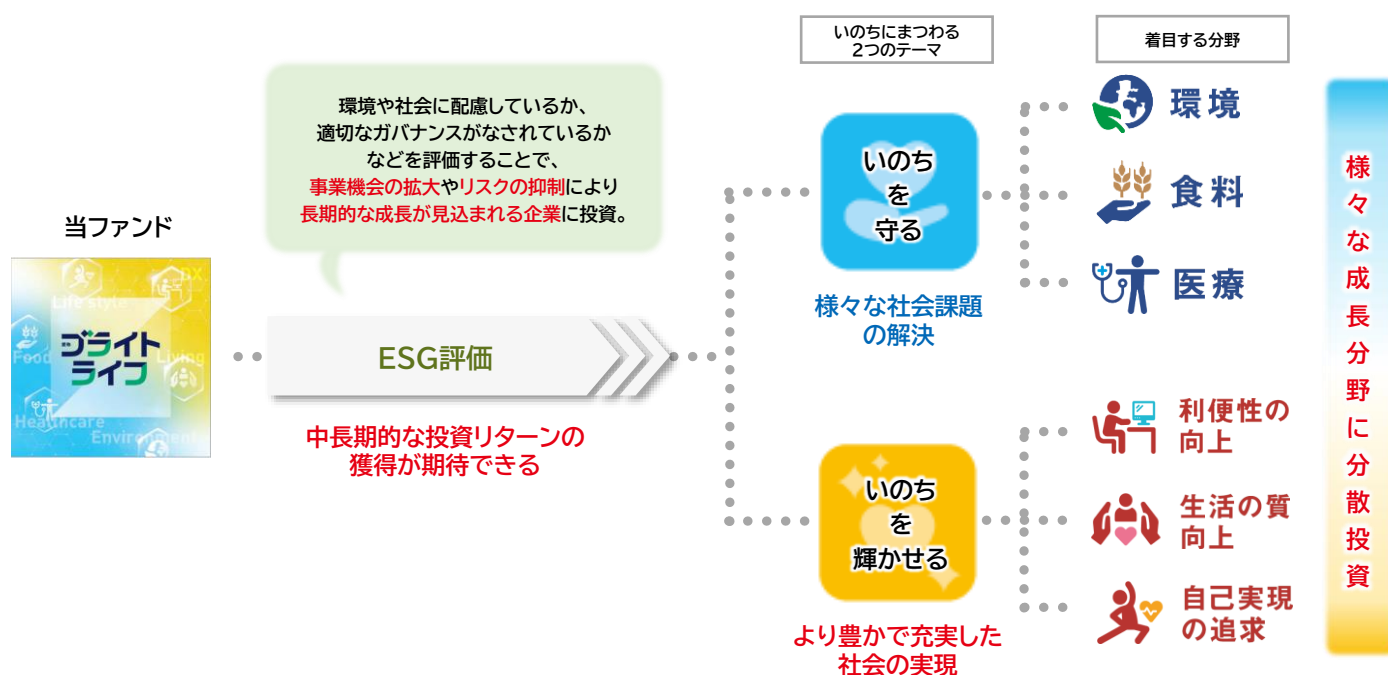 いのちにまつわる
2つのテーマ
着目する分野
環境や社会に配慮しているか、
適切なガバナンスがなされているか
などを評価することで、
事業機会の拡大やリスクの抑制により
長期的な成長が見込まれる企業に投資。
当ファンド
DX
Life style
Food
Living
ブライト
ライフ
Healthcare
Environment
ESG評価
中長期的な投資リターンの
獲得が期待できる
いのち
を
守る
様々な社会課題
の解決
環境
食料
医療
いのち
を
輝かせる
より豊かで充実した
社会の実現
利便性の
向上
生活の質
向上
自己実現
の追求
様々な成長分野に分散投資